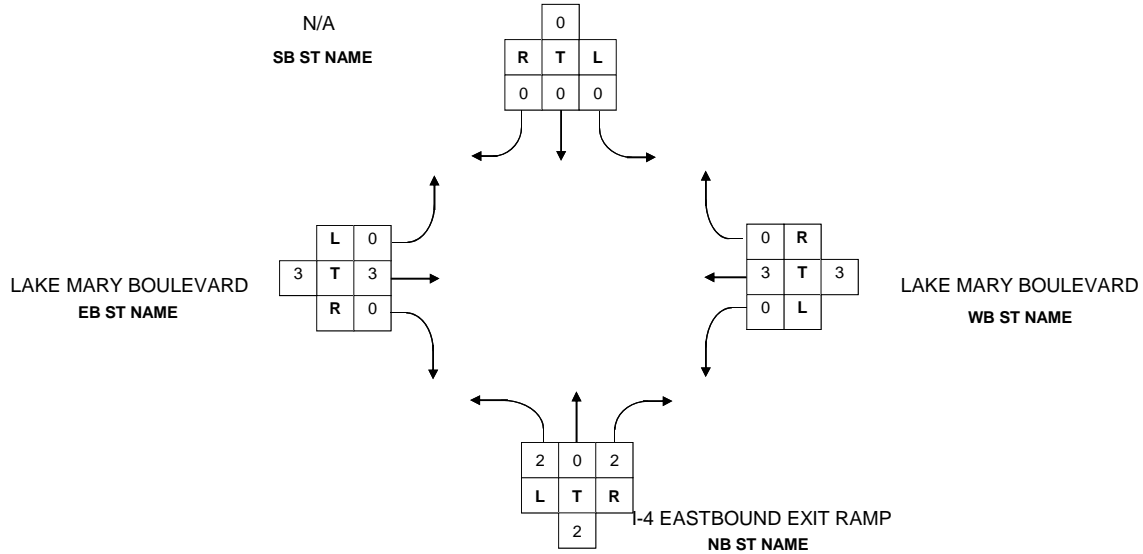 N/A
SB ST NAME
0
R T L
0 0 0
L 0
3 T 3
R 0
LAKE MARY BOULEVARD
EB ST NAME
0 R
3 T 3
0 L
LAKE MARY BOULEVARD
WB ST NAME
2 0 2
L T R
2
I-4 EASTBOUND EXIT RAMP
NB ST NAME